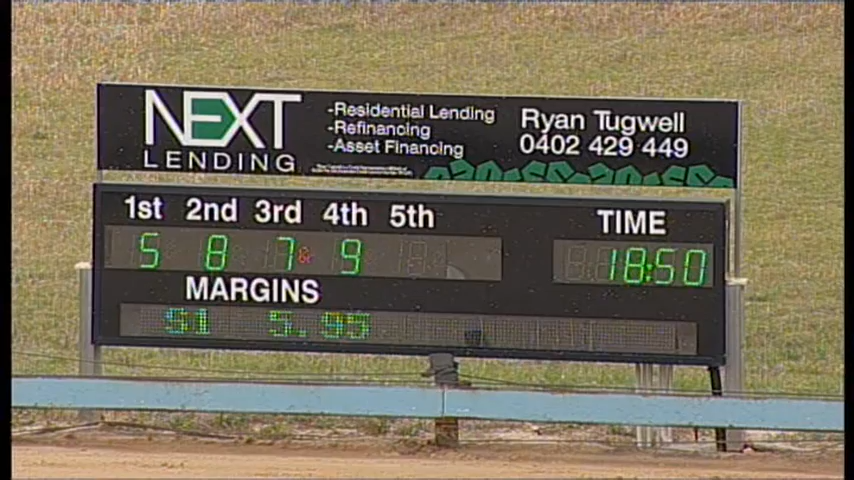 NEXT
LENDING
-Residential Lending
-Refinancing
-Asset Financing
Ryan Tugwell
0402 429 449
1st 2nd 3rd 4th 5th
5 8 7 9
TIME
18:50
MARGINS
S1 5.95